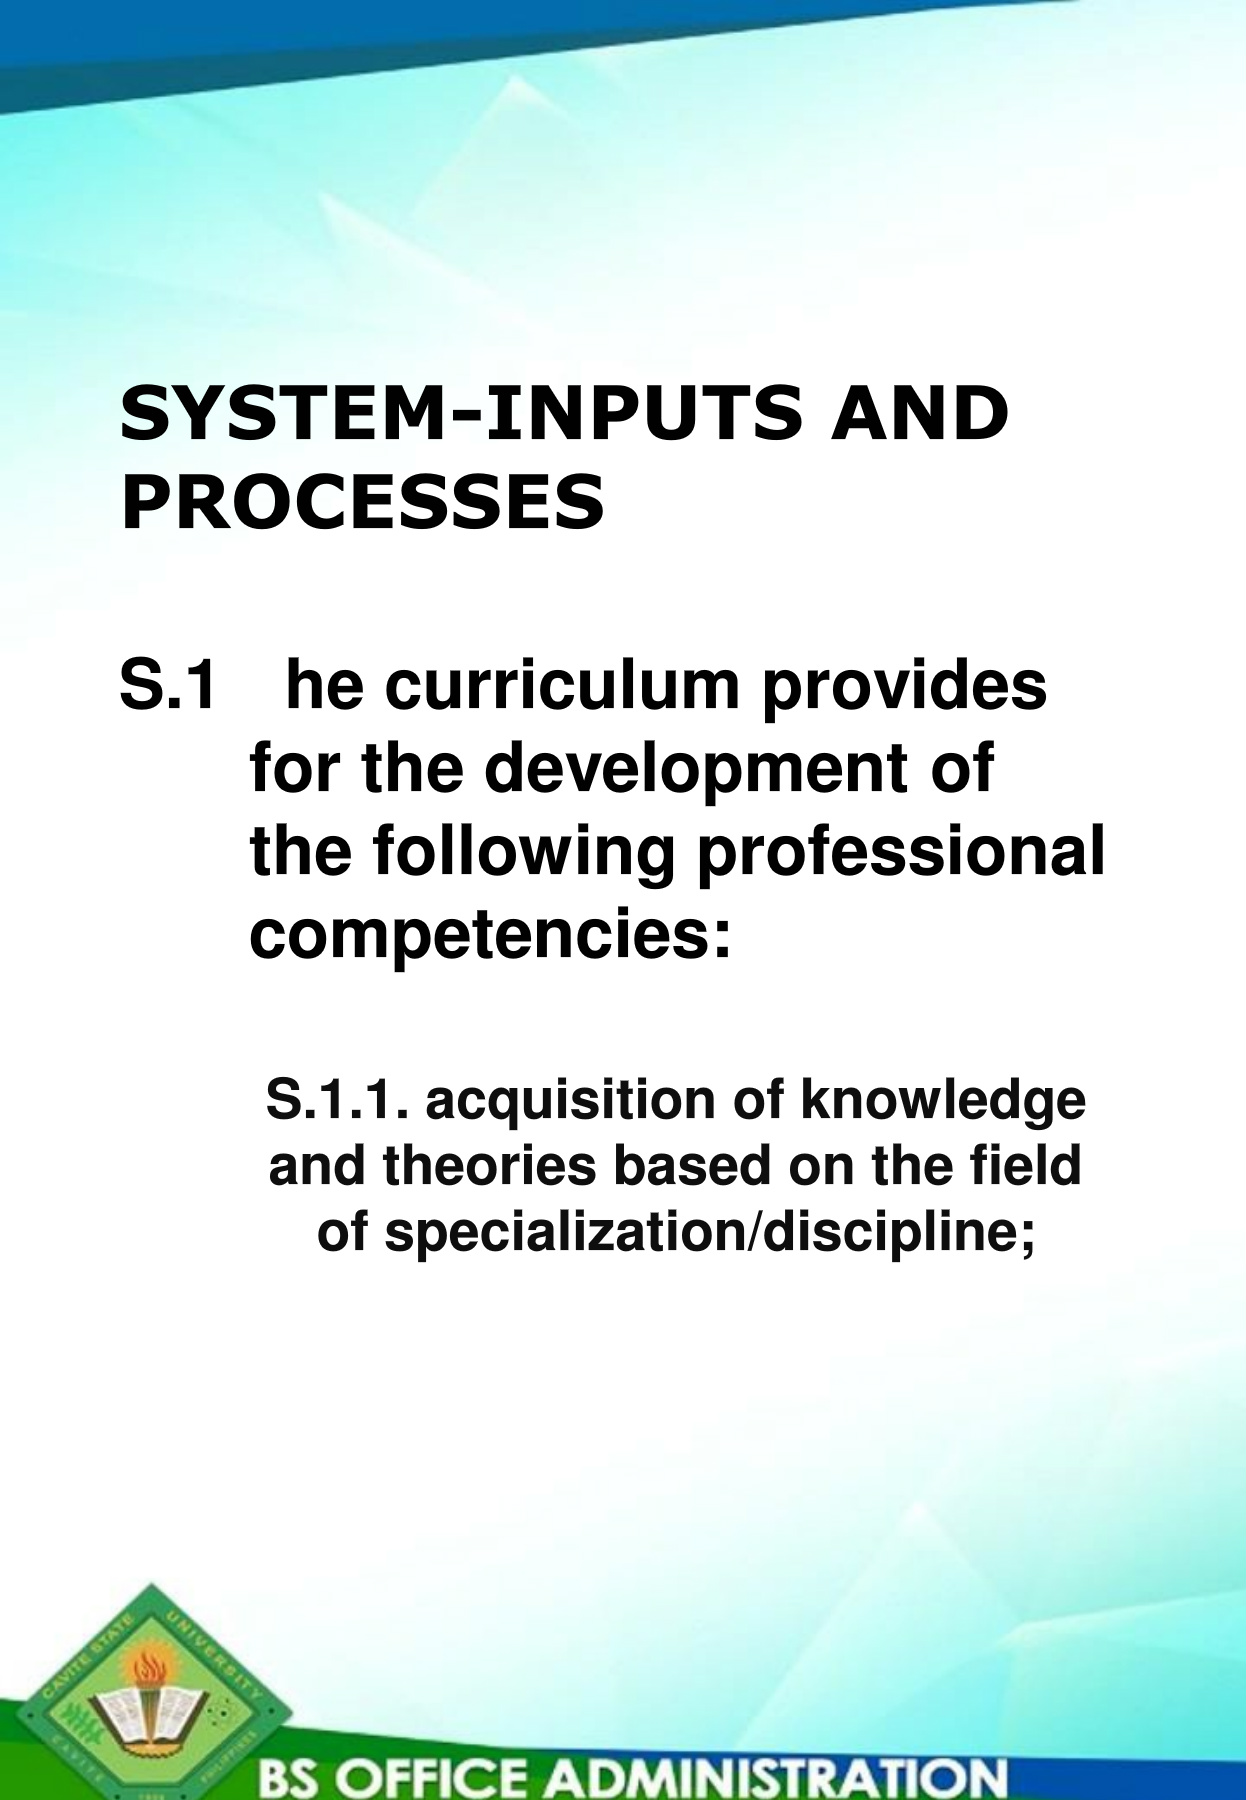 SYSTEM-INPUTS AND
PROCESSES
S.1 he curriculum provides
for the development of
the following professional
competencies:
S.1.1. acquisition of knowledge
and theories based on the field
of specialization/discipline;
CAVITE STATE UNIVERSITY
CAVITE
PHILIPPINES
BS OFFICE ADMINISTRATION